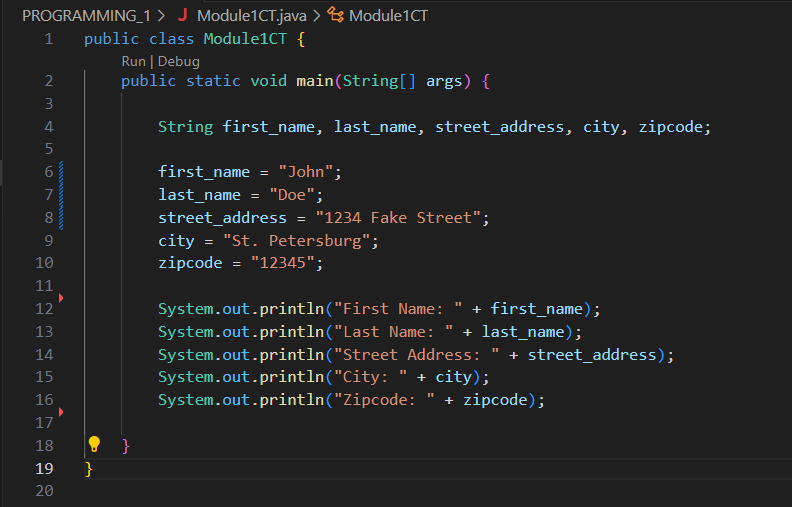 PROGRAMMING_1 > J Module1CT.java > Module1CT
1 public class Module1CT {
Run | Debug
2 public static void main(String[] args) {
3
4 String first_name, last_name, street_address, city, zipcode;
5
6 first_name = "John";
7 last_name = "Doe";
8 street_address = "1234 Fake Street";
9 city = "St. Petersburg";
10 zipcode = "12345";
11
12 System.out.println("First Name: " + first_name);
13 System.out.println("Last Name: " + last_name);
14 System.out.println("Street Address: " + street_address);
15 System.out.println("City: " + city);
16 System.out.println("Zipcode: " + zipcode);
17
18 }
19 }
20